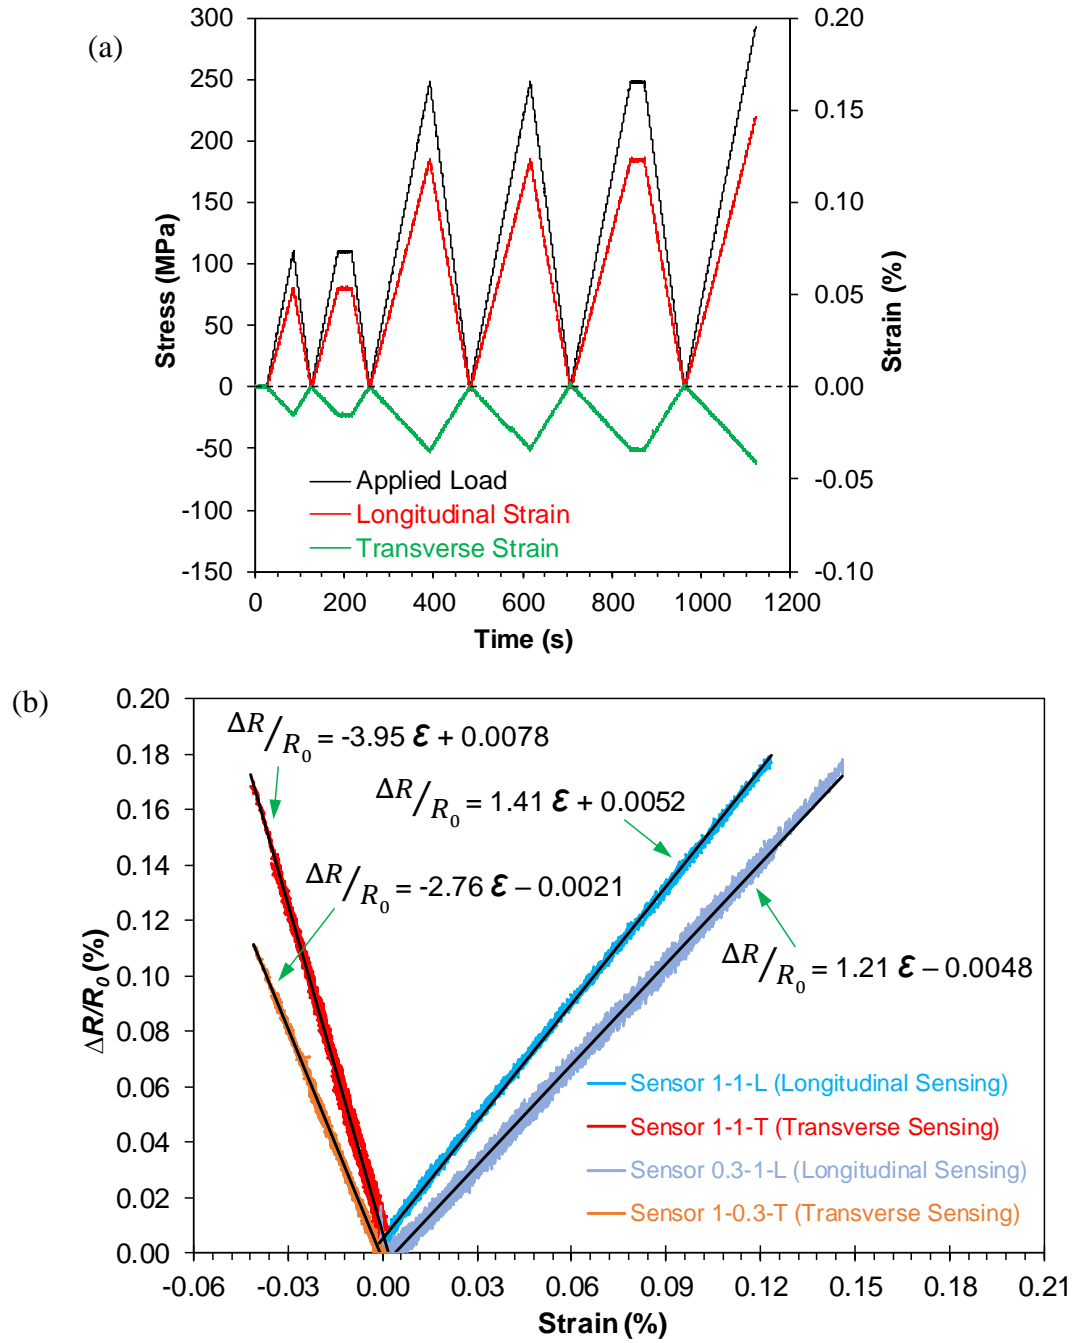 (a)
300
250
200
150
100
50
0
-50
-100
-150
Stress (MPa)
0.20
0.15
0.10
0.05
0.00
-0.05
-0.10
Strain (%)
Applied Load
Longitudinal Strain
Transverse Strain
0 200 400 600 800 1000 1200
Time (s)
(b)
0.20
0.18
0.16
0.14
0.12
0.10
0.08
0.06
0.04
0.02
0.00
ΔR/R0 (%)
ΔR/R0 = -3.95 ε + 0.0078
ΔR/R0 = 1.41 ε + 0.0052
ΔR/R0 = -2.76 ε – 0.0021
ΔR/R0 = 1.21 ε – 0.0048
Sensor 1-1-L (Longitudinal Sensing)
Sensor 1-1-T (Transverse Sensing)
Sensor 0.3-1-L (Longitudinal Sensing)
Sensor 1-0.3-T (Transverse Sensing)
-0.06 -0.03 0.00 0.03 0.06 0.09 0.12 0.15 0.18 0.21
Strain (%)